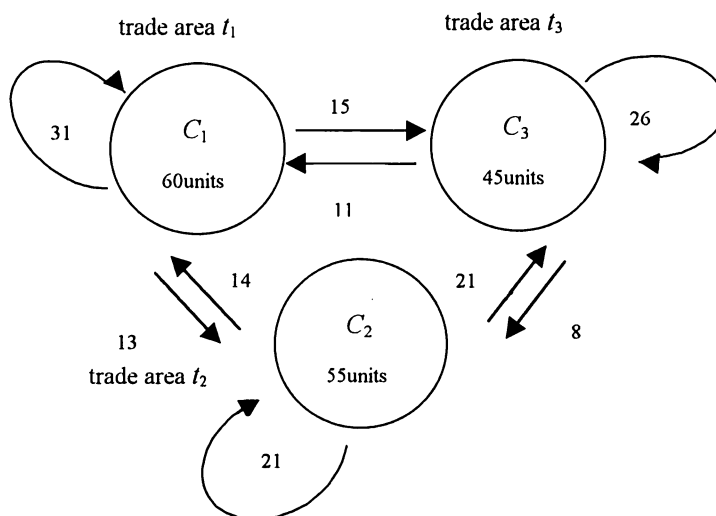 trade area t₁
trade area t₃
31
C₁
60units
15
11
C₃
45units
26
14
13
trade area t₂
C₂
55units
21
8
21